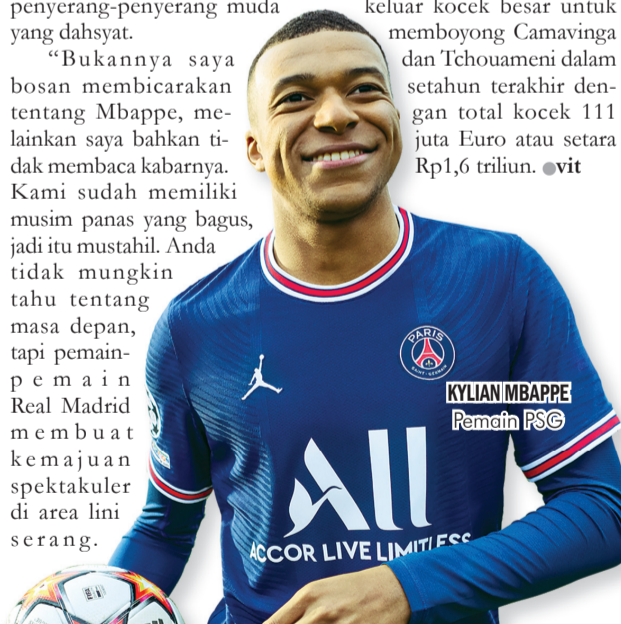 penyerang-penyerang muda
yang dahsyat.
“Bukannya saya
bosan membicarakan
tentang Mbappe, me-
lainkan saya bahkan ti-
dak membaca kabarnya.
Kami sudah memiliki
musim panas yang bagus,
jadi itu mustahil. Anda
tidak mungkin
tahu tentang
masa depan,
tapi pemain-
pemain
Real Madrid
membuat
kemajuan
spektakuler
di area lini
serang.
keluar kocek besar untuk
memboyong Camavinga
dan Tchouameni dalam
setahun terakhir den-
gan total kocek 111
juta Euro atau setara
Rp1,6 triliun. ●vit
PARIS
SAINT-GERMAIN
KYLIAN MBAPPE
Pemain PSG
ALL
ACCOR LIVE LIMITLESS